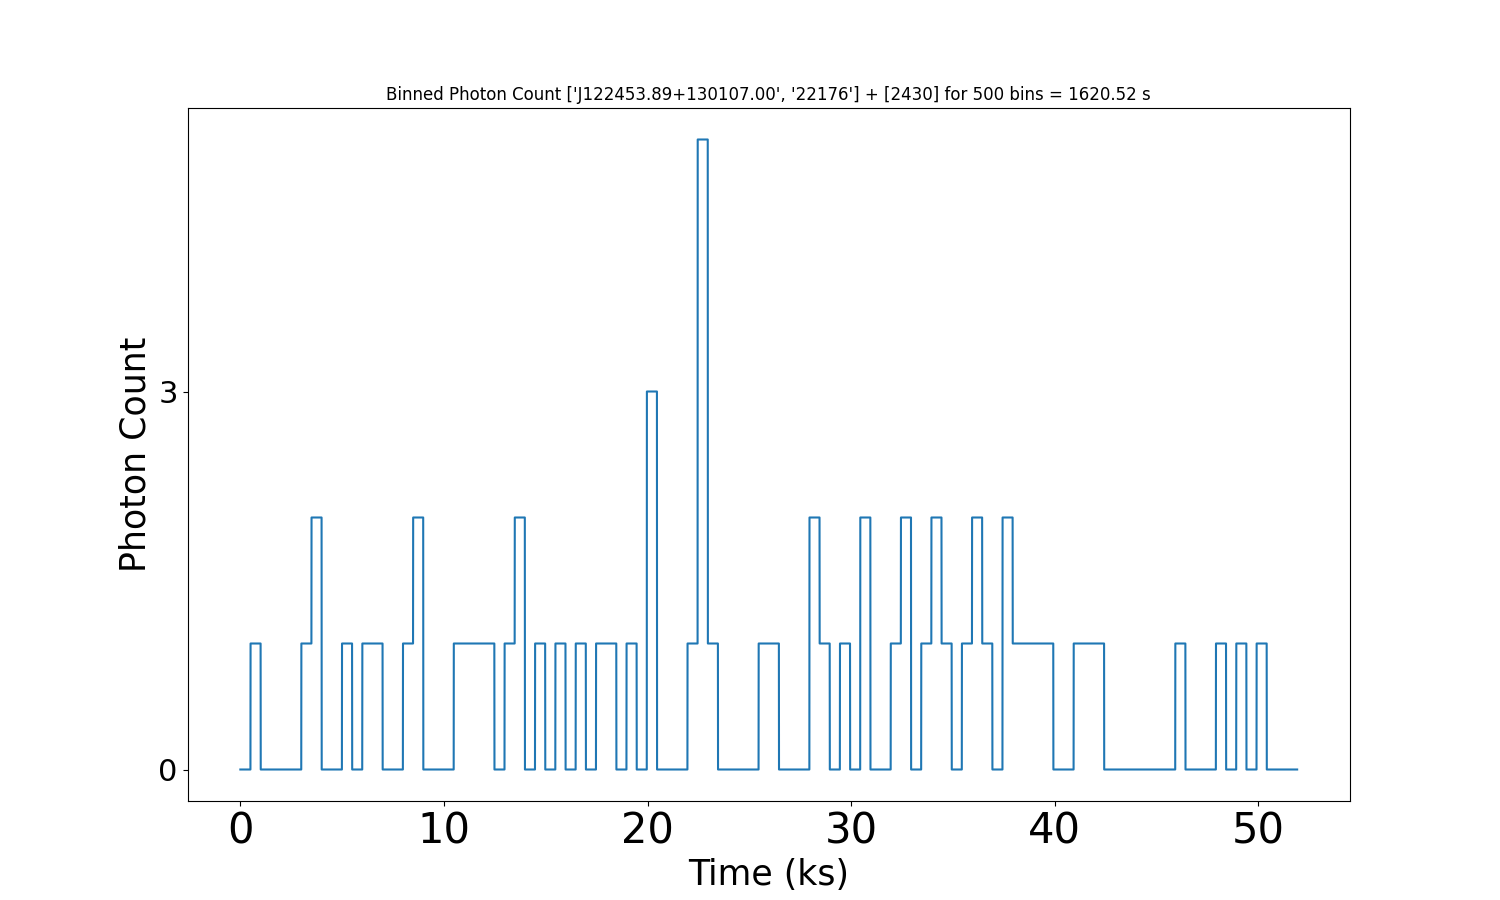 Binned Photon Count ['J122453.89+130107.00', '22176'] + [2430] for 500 bins = 1620.52 s
Photon Count
3
0
0 10 20 30 40 50
Time (ks)